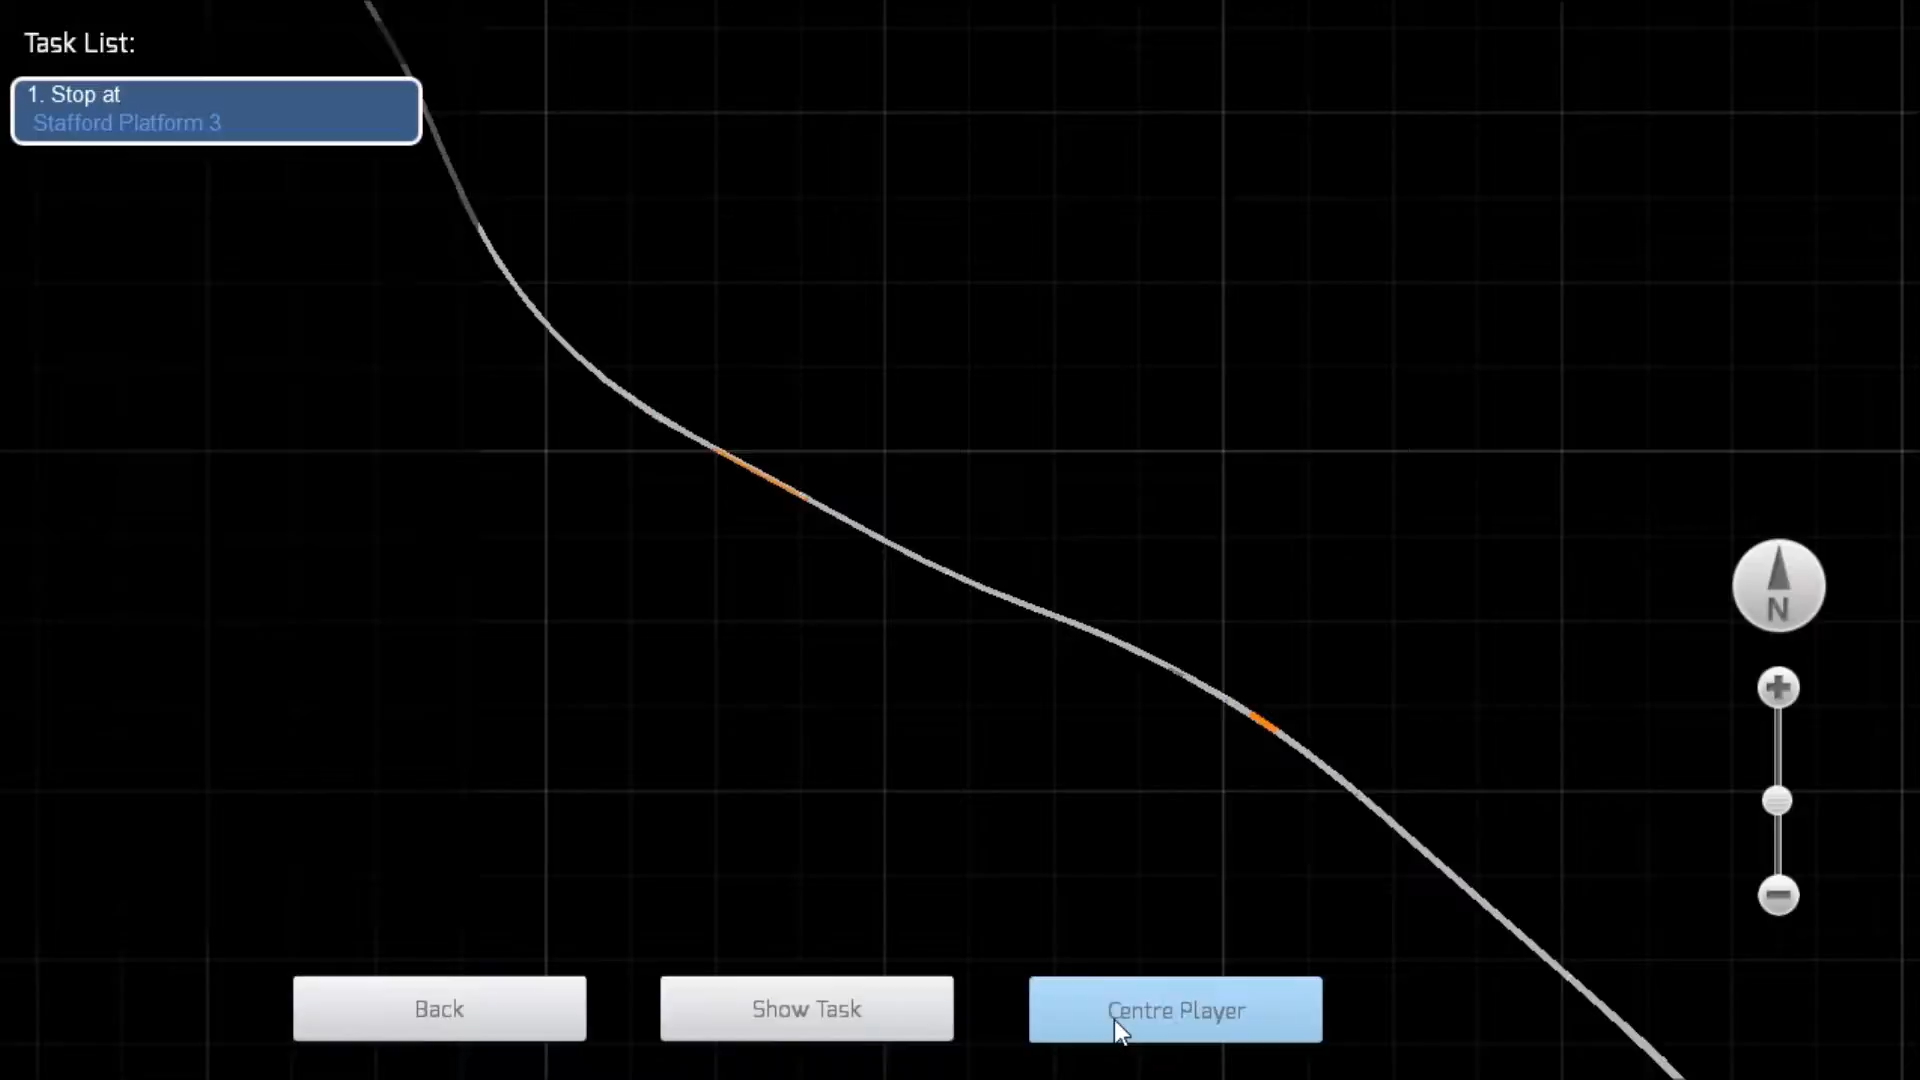 Task List:
1. Stop at
Stafford Platform 3
N
Back
Show Task
Centre Player